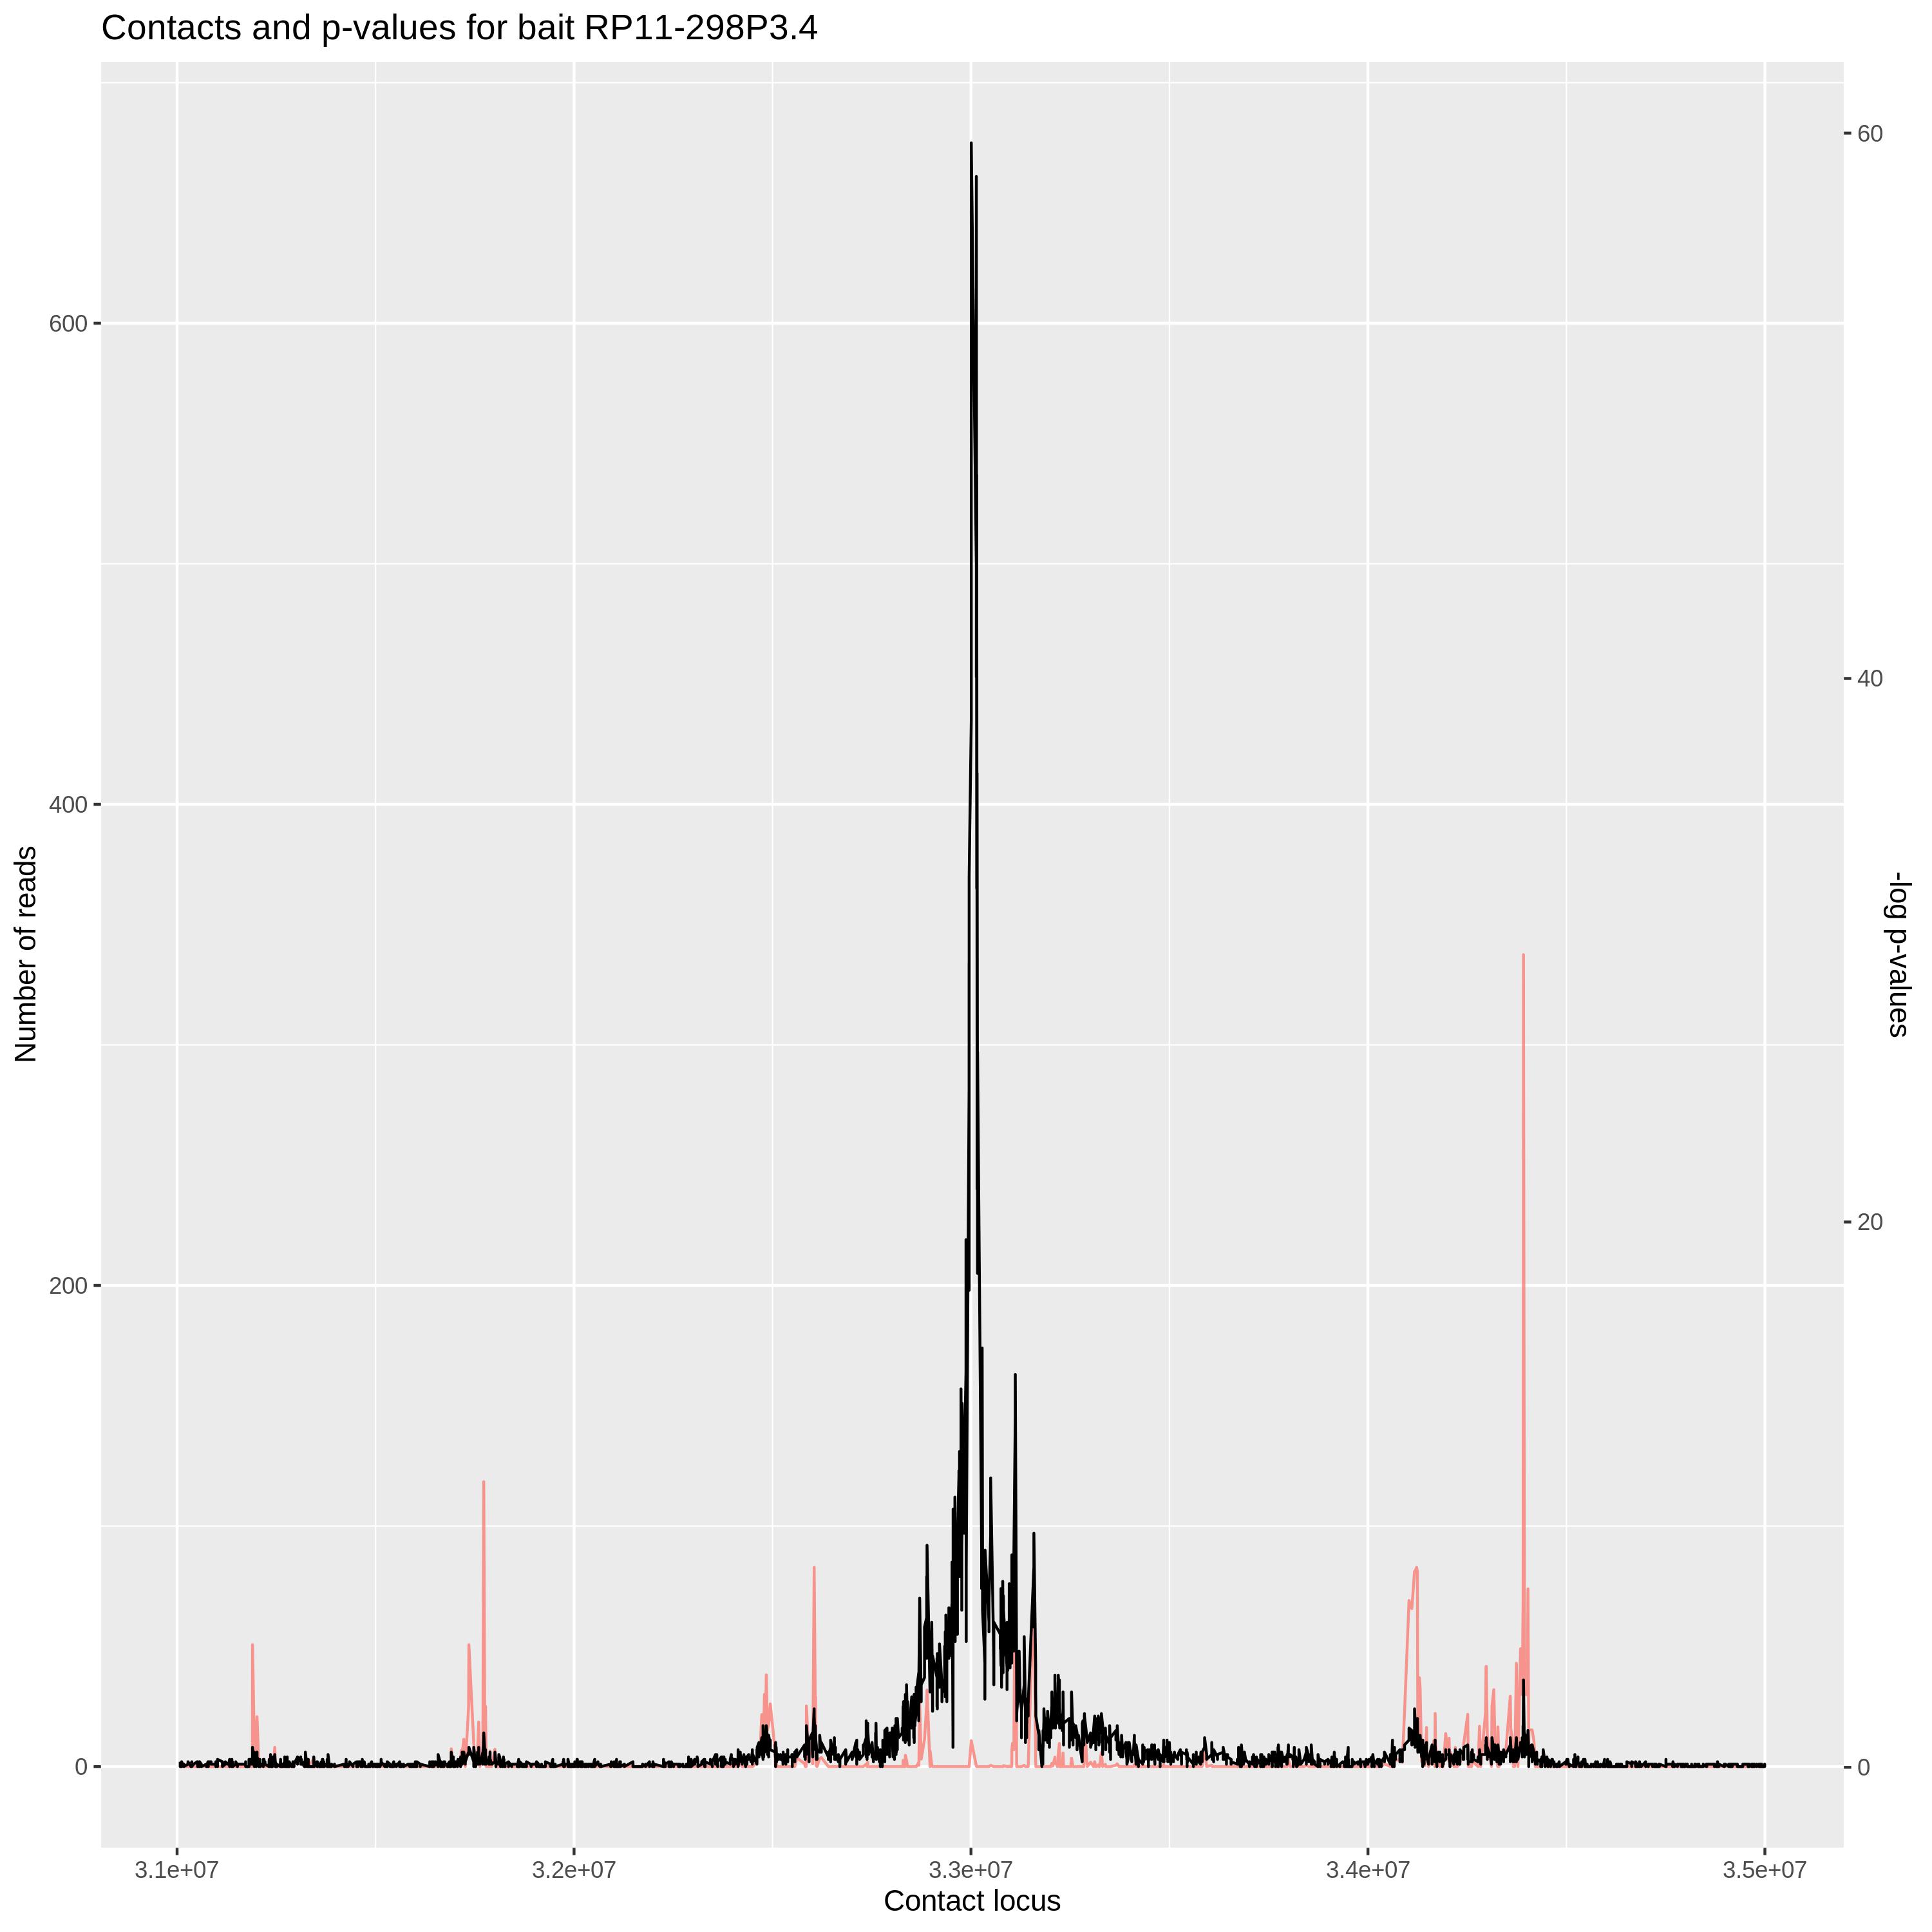 Contacts and p-values for bait RP11-298P3.4
Number of reads
600
400
200
0
60
40
20
0
-log p-values
3.1e+07 3.2e+07 3.3e+07 3.4e+07 3.5e+07
Contact locus